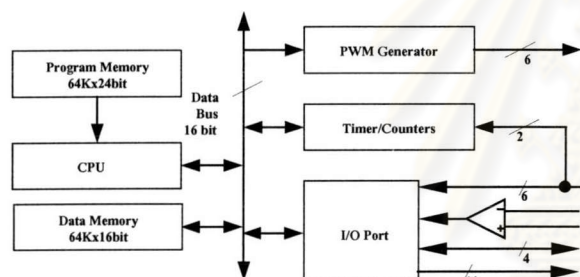 PWM Generator
6
Program Memory
64Kx24bit
Data
Bus
16 bit
Timer/Counters
2
CPU
6
I/O Port
Data Memory
64Kx16bit
4